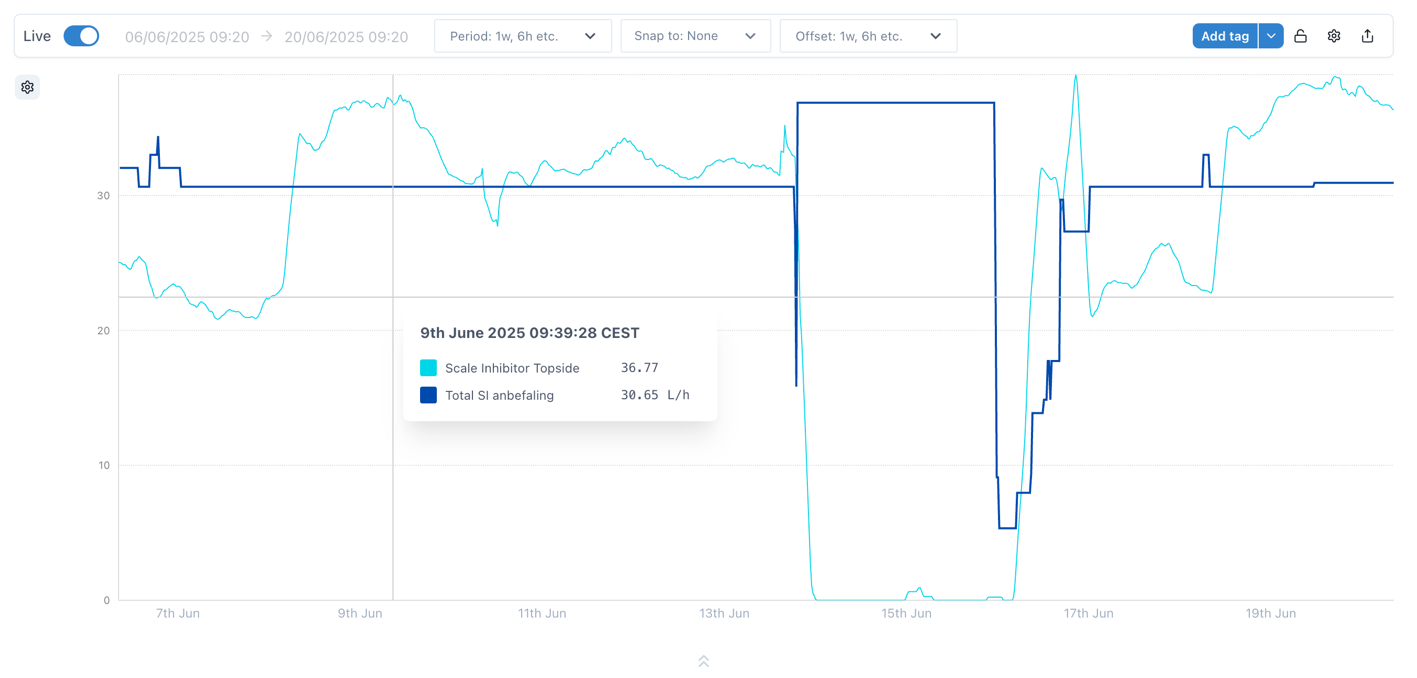 Live 06/06/2025 09:20 → 20/06/2025 09:20 Period: 1w, 6h etc. Snap to: None Offset: 1w, 6h etc. Add tag
30
20
10
0
9th June 2025 09:39:28 CEST
Scale Inhibitor Topside 36.77
Total SI anbefaling 30.65 L/h
7th Jun 9th Jun 11th Jun 13th Jun 15th Jun 17th Jun 19th Jun